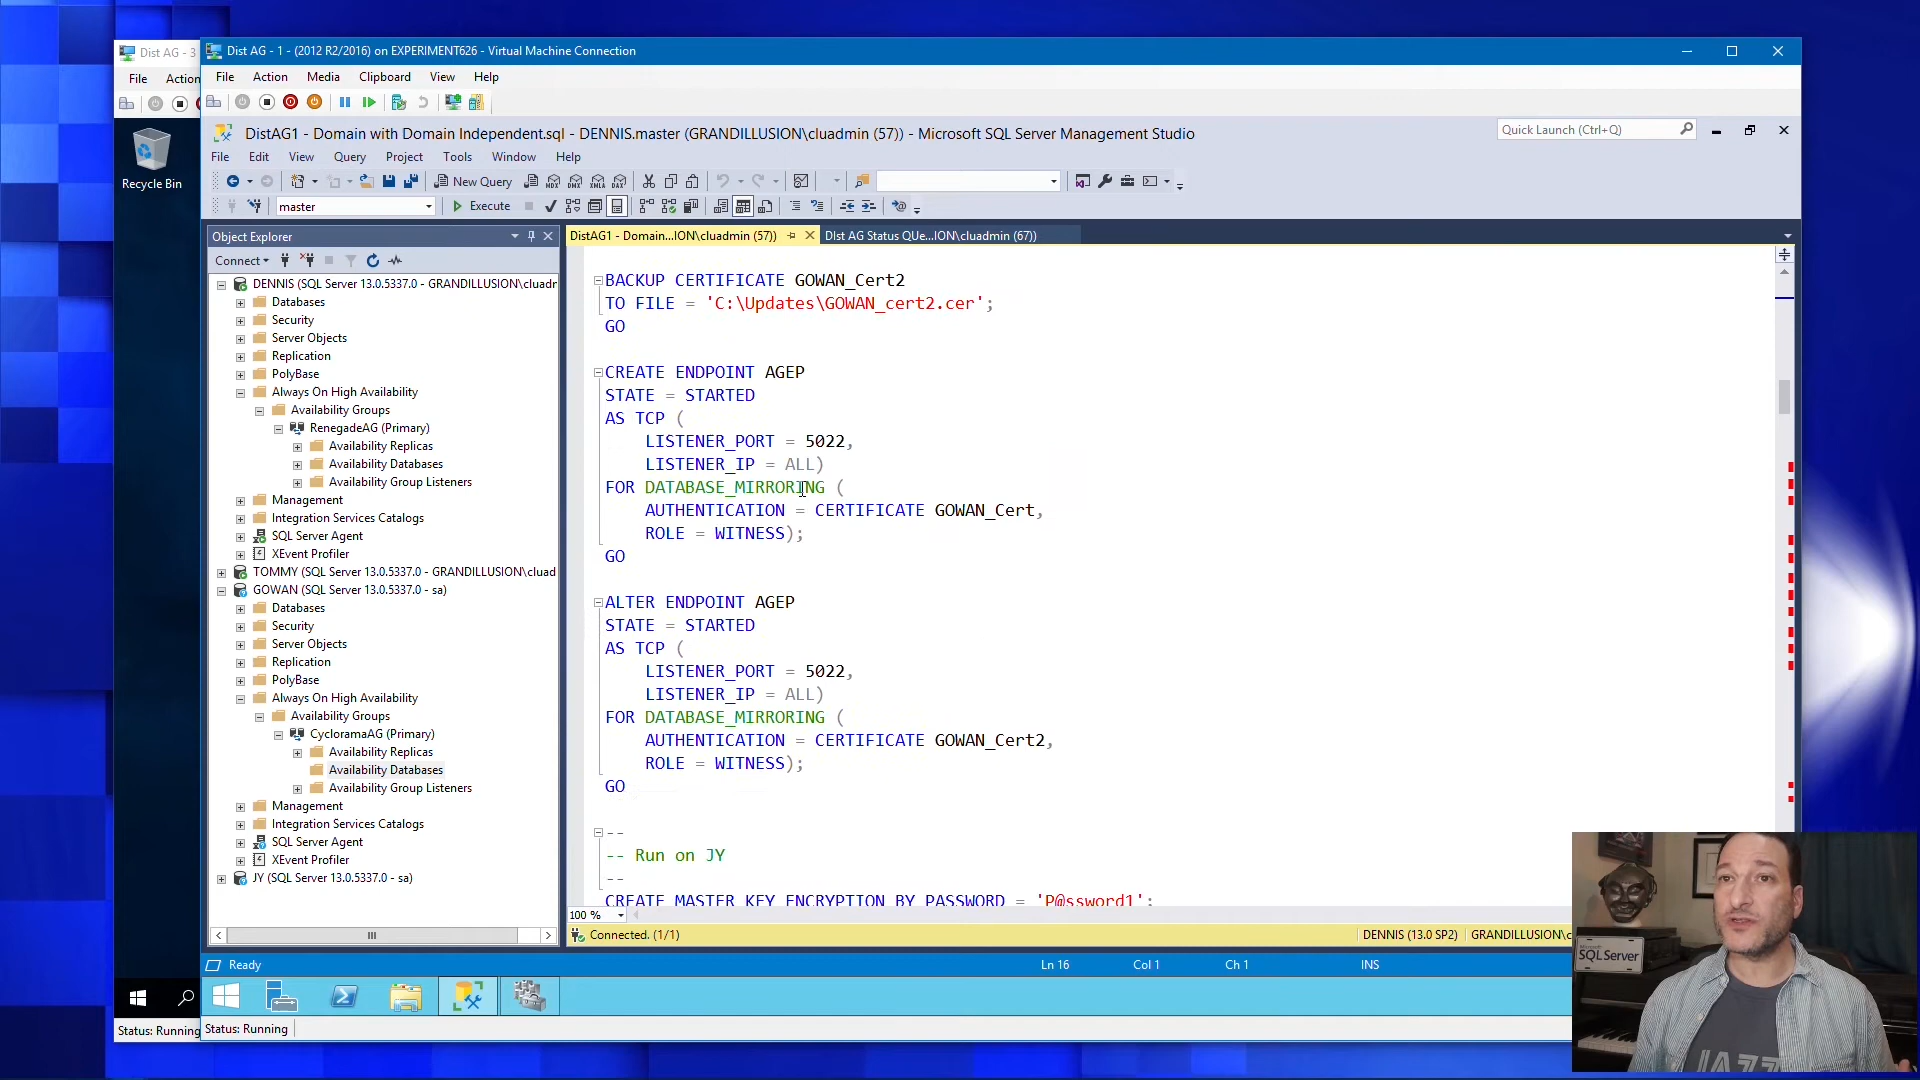 Dist AG - 3
Dist AG - 1 - (2012 R2/2016) on EXPERIMENT626 - Virtual Machine Connection
File Action
File Action Media Clipboard View Help
DistAG1 - Domain with Domain Independent.sql - DENNIS.master (GRANDILLUSION\cluadmin (57)) - Microsoft SQL Server Management Studio
Quick Launch (Ctrl+Q)
File Edit View Query Project Tools Window Help
New Query
MDX DMX XMLA DAX
master
Execute
Recycle Bin
Object Explorer
DistAG1 - Domain...ION\cluadmin (57))
DIst AG Status QUe...ION\cluadmin (67))
Connect
DENNIS (SQL Server 13.0.5337.0 - GRANDILLUSION\cluadr
Databases
Security
Server Objects
Replication
PolyBase
Always On High Availability
Availability Groups
RenegadeAG (Primary)
Availability Replicas
Availability Databases
Availability Group Listeners
Management
Integration Services Catalogs
SQL Server Agent
XEvent Profiler
TOMMY (SQL Server 13.0.5337.0 - GRANDILLUSION\cluad
GOWAN (SQL Server 13.0.5337.0 - sa)
Databases
Security
Server Objects
Replication
PolyBase
Always On High Availability
Availability Groups
CycloramaAG (Primary)
Availability Replicas
Availability Databases
Availability Group Listeners
Management
Integration Services Catalogs
SQL Server Agent
XEvent Profiler
JY (SQL Server 13.0.5337.0 - sa)
BACKUP CERTIFICATE GOWAN_Cert2
TO FILE = 'C:\Updates\GOWAN_cert2.cer';
GO
CREATE ENDPOINT AGEP
STATE = STARTED
AS TCP (
LISTENER_PORT = 5022,
LISTENER_IP = ALL)
FOR DATABASE_MIRRORING (
AUTHENTICATION = CERTIFICATE GOWAN_Cert,
ROLE = WITNESS);
GO
ALTER ENDPOINT AGEP
STATE = STARTED
AS TCP (
LISTENER_PORT = 5022,
LISTENER_IP = ALL)
FOR DATABASE_MIRRORING (
AUTHENTICATION = CERTIFICATE GOWAN_Cert2,
ROLE = WITNESS);
GO
--
-- Run on JY
--
CREATE MASTER KEY ENCRYPTION BY PASSWORD = 'P@ssword1';
100 %
Connected. (1/1)
DENNIS (13.0 SP2)
GRANDILLUSION\c
Ready
Ln 16
Col 1
Ch 1
INS
Status: Running
Status: Running
Microsoft
SQL Server
JAZZ